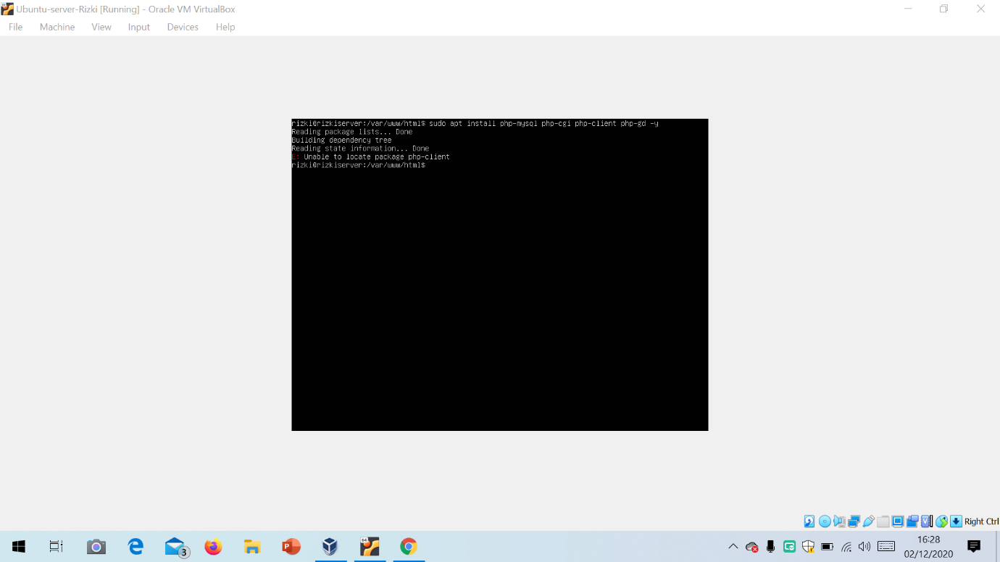 Ubuntu-server-Rizki [Running] - Oracle VM VirtualBox
File Machine View Input Devices Help
rizki@rizkiserver:/var/www/html$ sudo apt install php-mysql php-cgi php-client php-gd -y
Reading package lists... Done
Building dependency tree
Reading state information... Done
E: Unable to locate package php-client
rizki@rizkiserver:/var/www/html$
Right Ctrl
64
3
16:28
02/12/2020